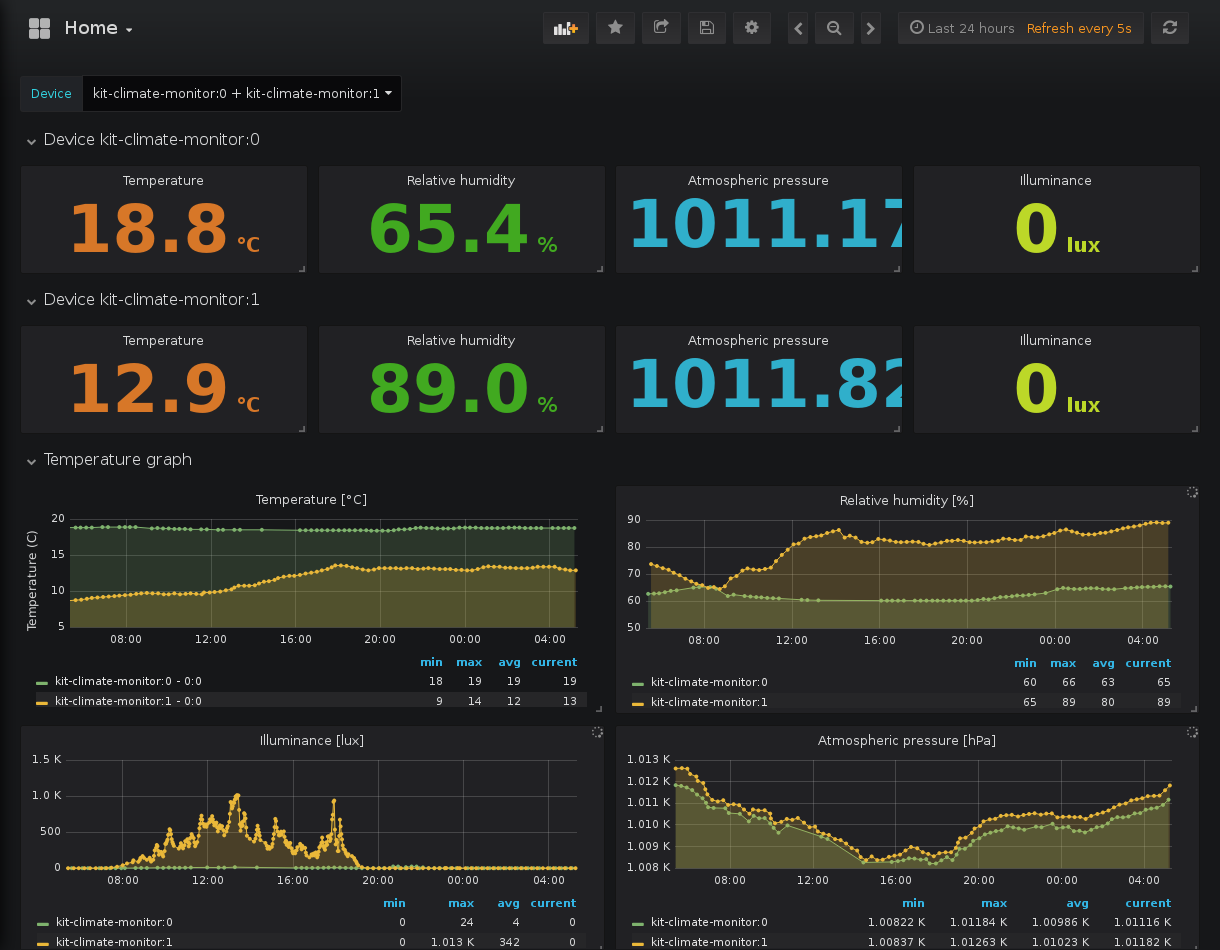 Home
Last 24 hours Refresh every 5s
Device kit-climate-monitor:0 + kit-climate-monitor:1
Device kit-climate-monitor:0
Temperature Relative humidity Atmospheric pressure Illuminance
18.8 °C 65.4 % 1011.17 0 lux
Device kit-climate-monitor:1
Temperature Relative humidity Atmospheric pressure Illuminance
12.9 °C 89.0 % 1011.82 0 lux
Temperature graph
Temperature [°C]
Temperature (C)
20
15
10
5
08:00 12:00 16:00 20:00 00:00 04:00
min max avg current
kit-climate-monitor:0 - 0:0 18 19 19 19
kit-climate-monitor:1 - 0:0 9 14 12 13
Relative humidity [%]
90
80
70
60
50
08:00 12:00 16:00 20:00 00:00 04:00
min max avg current
kit-climate-monitor:0 60 66 63 65
kit-climate-monitor:1 65 89 80 89
Illuminance [lux]
1.5 K
1.0 K
500
0
08:00 12:00 16:00 20:00 00:00 04:00
min max avg current
kit-climate-monitor:0 0 24 4 0
kit-climate-monitor:1 0 1.013 K 342 0
Atmospheric pressure [hPa]
1.013 K
1.012 K
1.011 K
1.010 K
1.009 K
1.008 K
08:00 12:00 16:00 20:00 00:00 04:00
min max avg current
kit-climate-monitor:0 1.00822 K 1.01184 K 1.00986 K 1.01116 K
kit-climate-monitor:1 1.00837 K 1.01263 K 1.01023 K 1.01182 K